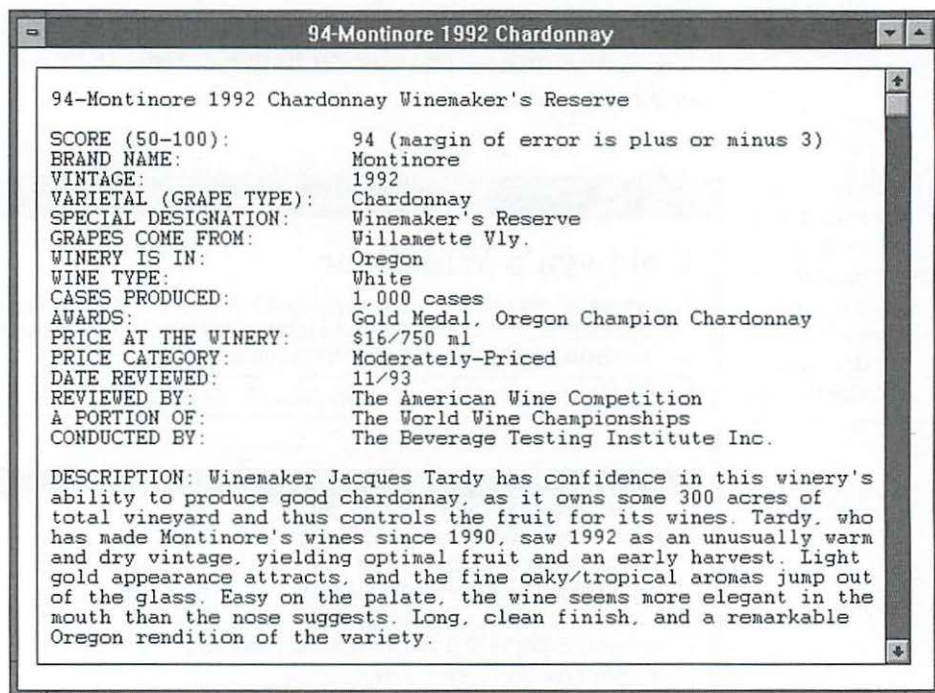 94-Montinore 1992 Chardonnay
94-Montinore 1992 Chardonnay Winemaker's Reserve
SCORE (50-100): 94 (margin of error is plus or minus 3)
BRAND NAME: Montinore
VINTAGE: 1992
VARIETAL (GRAPE TYPE): Chardonnay
SPECIAL DESIGNATION: Winemaker's Reserve
GRAPES COME FROM: Willamette Vly.
WINERY IS IN: Oregon
WINE TYPE: White
CASES PRODUCED: 1,000 cases
AWARDS: Gold Medal, Oregon Champion Chardonnay
PRICE AT THE WINERY: $16/750 ml
PRICE CATEGORY: Moderately-Priced
DATE REVIEWED: 11/93
REVIEWED BY: The American Wine Competition
A PORTION OF: The World Wine Championships
CONDUCTED BY: The Beverage Testing Institute Inc.
DESCRIPTION: Winemaker Jacques Tardy has confidence in this winery's
ability to produce good chardonnay, as it owns some 300 acres of
total vineyard and thus controls the fruit for its wines. Tardy, who
has made Montinore's wines since 1990, saw 1992 as an unusually warm
and dry vintage, yielding optimal fruit and an early harvest. Light
gold appearance attracts, and the fine oaky/tropical aromas jump out
of the glass. Easy on the palate, the wine seems more elegant in the
mouth than the nose suggests. Long, clean finish, and a remarkable
Oregon rendition of the variety.